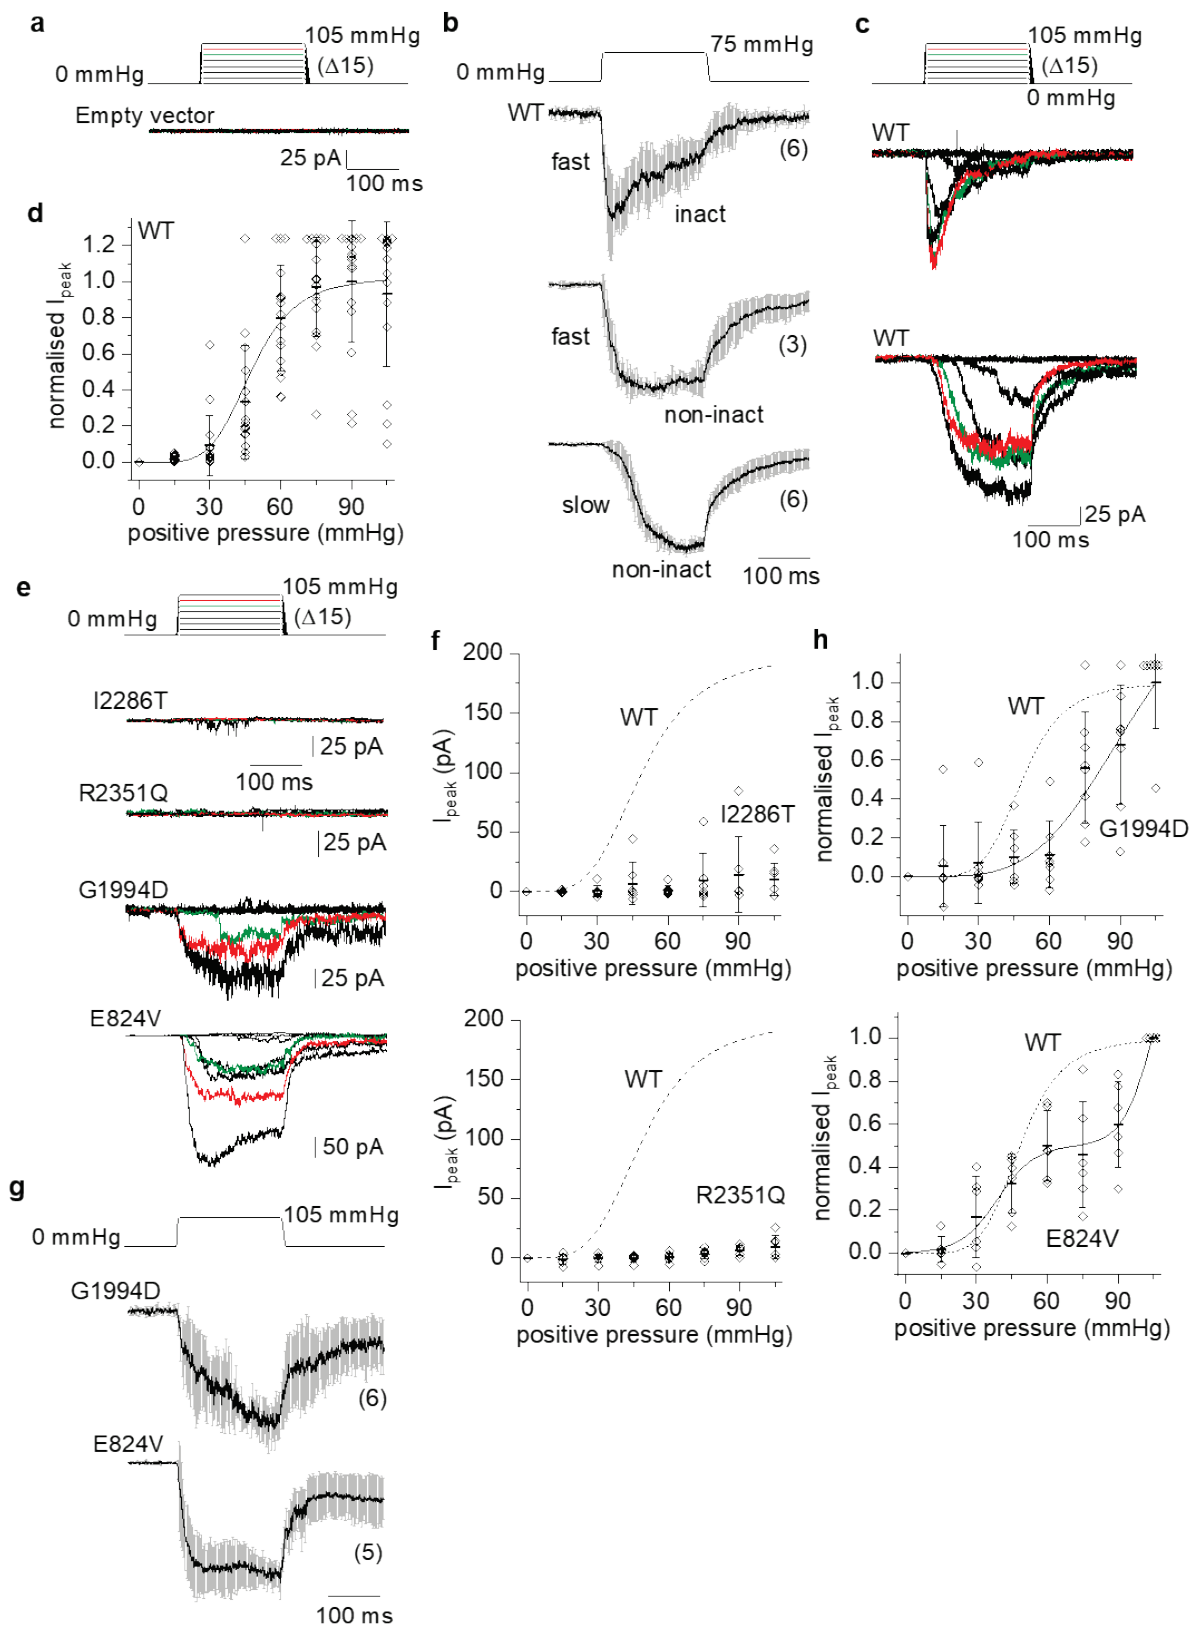 a
105 mmHg
0 mmHg
(Δ15)
Empty vector
25 pA
100 ms
b
75 mmHg
0 mmHg
WT
(6)
fast
inact
fast
(3)
non-inact
slow
(6)
non-inact
100 ms
c
105 mmHg
(Δ15)
0 mmHg
WT
WT
25 pA
100 ms
d
WT
normalised Ipeak
1.2
1.0
0.8
0.6
0.4
0.2
0.0
0 30 60 90
positive pressure (mmHg)
e
105 mmHg
0 mmHg
(Δ15)
I2286T
25 pA
100 ms
R2351Q
25 pA
G1994D
25 pA
E824V
50 pA
f
200
150
100
50
0
Ipeak (pA)
WT
I2286T
0 30 60 90
positive pressure (mmHg)
200
150
100
50
0
Ipeak (pA)
WT
R2351Q
0 30 60 90
positive pressure (mmHg)
g
105 mmHg
0 mmHg
G1994D
(6)
E824V
(5)
100 ms
h
normalised Ipeak
1.0
0.8
0.6
0.4
0.2
0.0
WT
G1994D
0 30 60 90
positive pressure (mmHg)
normalised Ipeak
1.0
0.8
0.6
0.4
0.2
0.0
WT
E824V
0 30 60 90
positive pressure (mmHg)